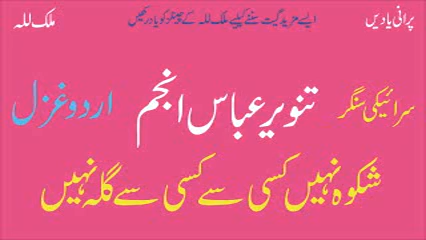 پرانی یادیں ایسے مزید گیت سننے کیلیے ملک للہ کے چینلز کو یاد رکھیں ملک للہ
سرائیکی سنگر تنویر عباس انجم اردو غزل
شکوہ نہیں کسی سے کسی سے گلہ نہیں